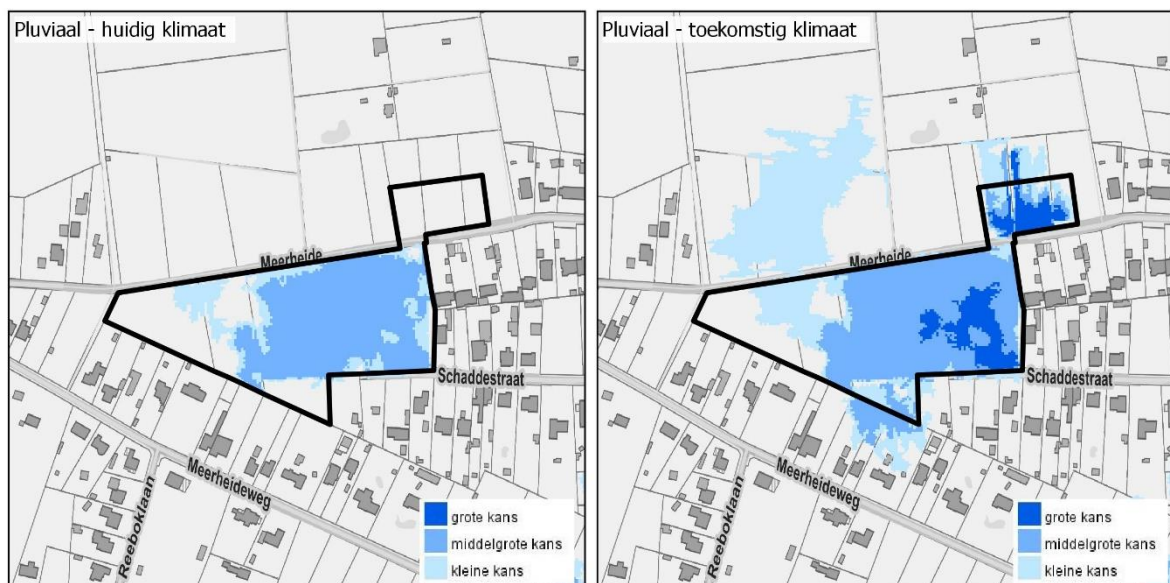 Pluviaal - huidig klimaat
Meerheide
Schaddestraat
Meerheideweg
Reeboklaan
grote kans
middelgrote kans
kleine kans
Pluviaal - toekomstig klimaat
Meerheide
Schaddestraat
Meerheideweg
Reeboklaan
grote kans
middelgrote kans
kleine kans